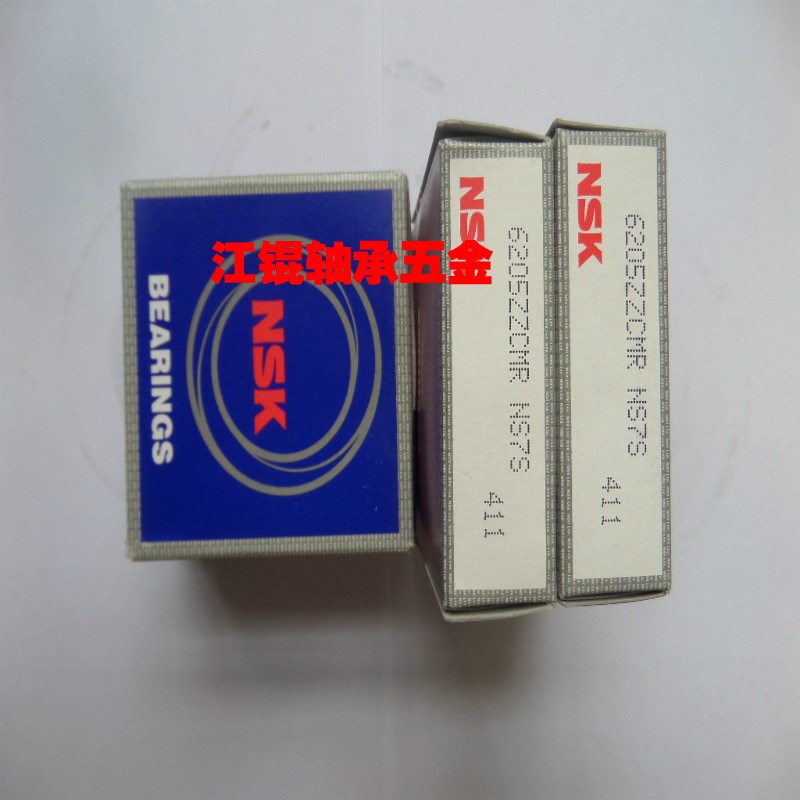 江锟轴承五金
BEARINGS
NSK
NSK
6205ZZCMR NS7S
411
NSK
6205ZZCMR NS7S
411